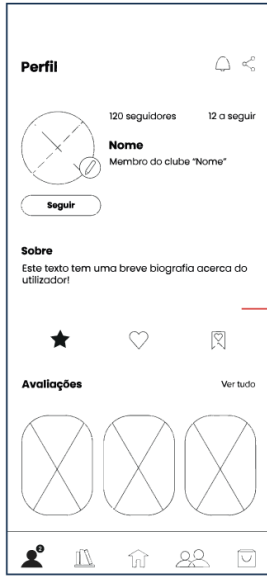 Perfil
120 seguidores 12 a seguir
Nome
Membro do clube “Nome”
Seguir
Sobre
Este texto tem uma breve biografia acerca do
utilizador!
Avaliações Ver tudo